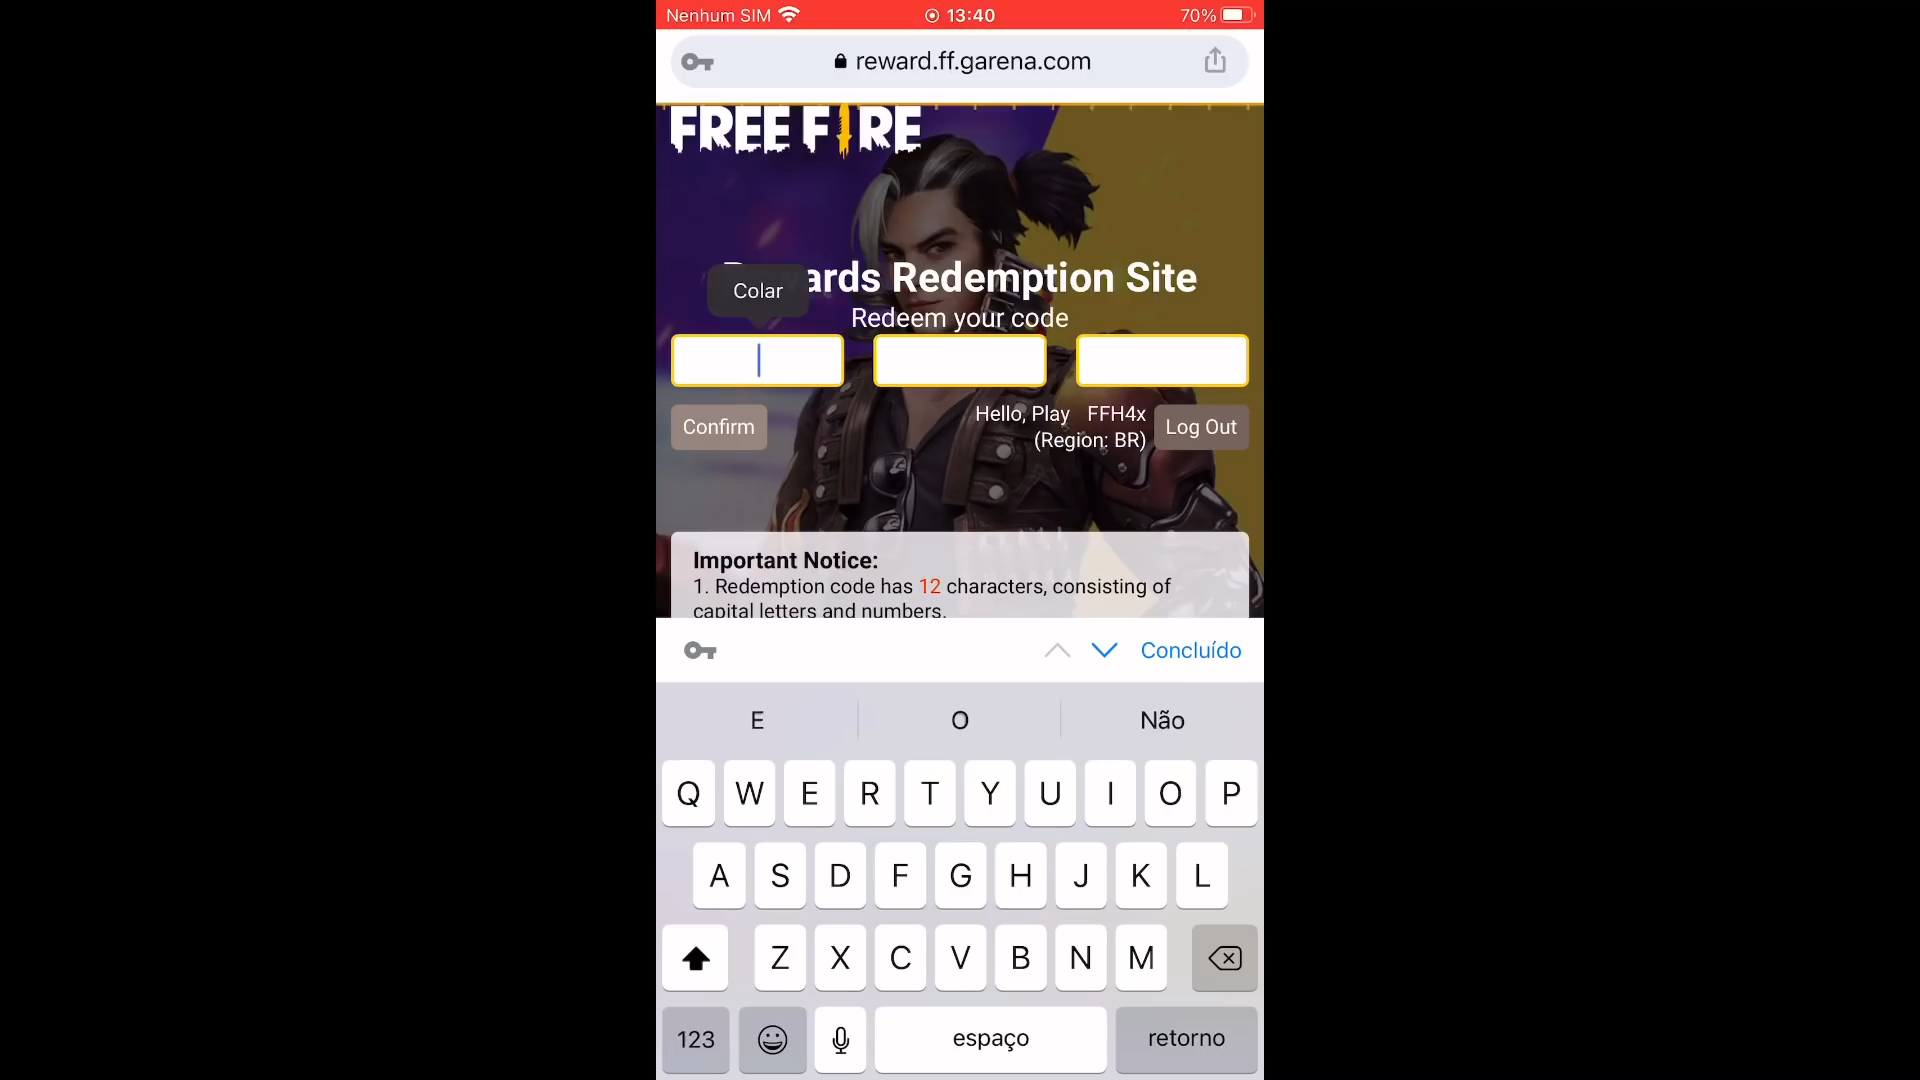 Nenhum SIM
13:40
70%
reward.ff.garena.com
FREE FIRE
ards Redemption Site
Colar
Redeem your code
Confirm
Hello, Play FFH4x
(Region: BR)
Log Out
Important Notice:
1. Redemption code has 12 characters, consisting of
capital letters and numbers.
Concluído
E O Não
Q W E R T Y U I O P
A S D F G H J K L
Z X C V B N M
123 espaço retorno